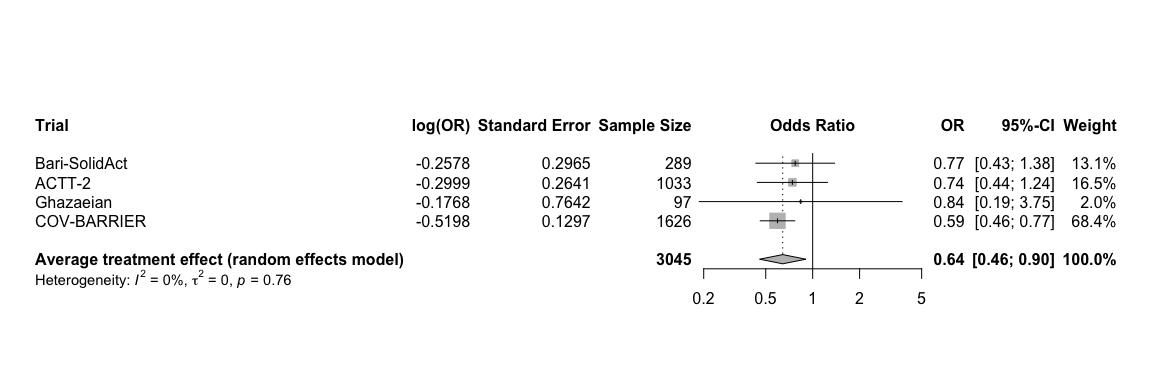 Trial log(OR) Standard Error Sample Size Odds Ratio OR 95%-CI Weight
Bari-SolidAct -0.2578 0.2965 289 0.77 [0.43; 1.38] 13.1%
ACTT-2 -0.2999 0.2641 1033 0.74 [0.44; 1.24] 16.5%
Ghazaeian -0.1768 0.7642 97 0.84 [0.19; 3.75] 2.0%
COV-BARRIER -0.5198 0.1297 1626 0.59 [0.46; 0.77] 68.4%
Average treatment effect (random effects model) 3045 0.64 [0.46; 0.90] 100.0%
Heterogeneity: I² = 0%, τ² = 0, p = 0.76
0.2 0.5 1 2 5